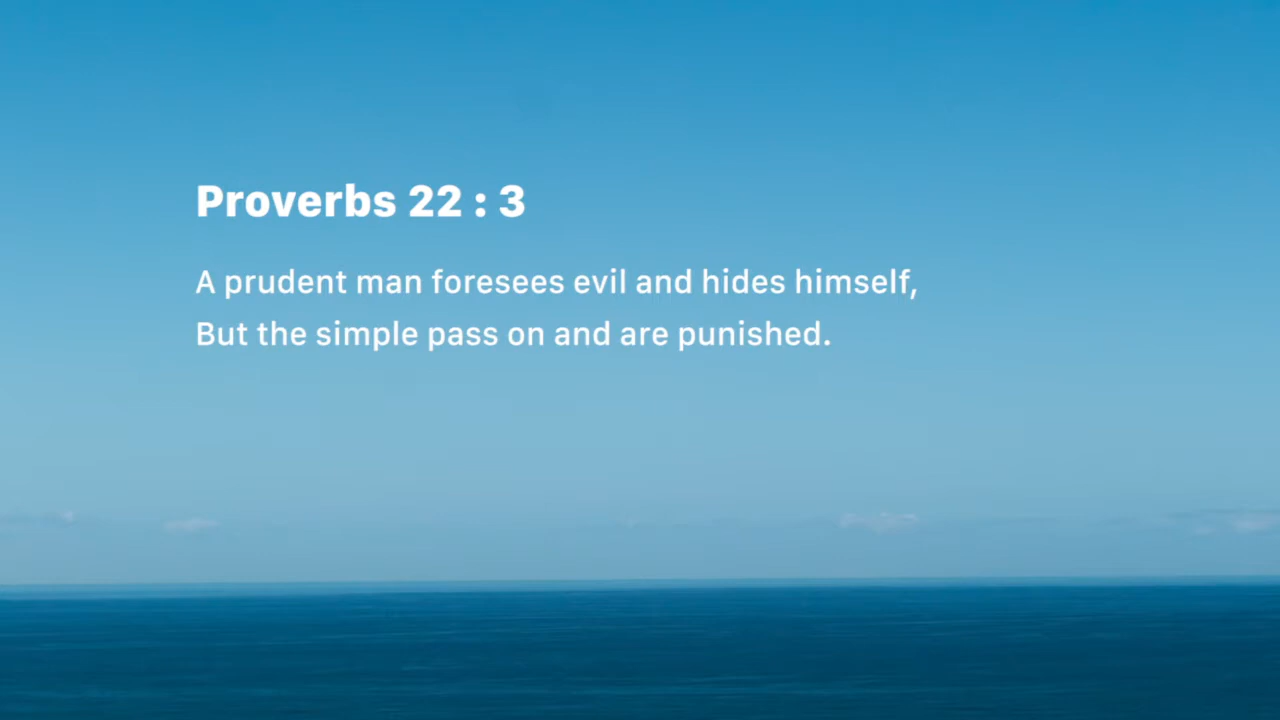 Proverbs 22 : 3
A prudent man foresees evil and hides himself,
But the simple pass on and are punished.